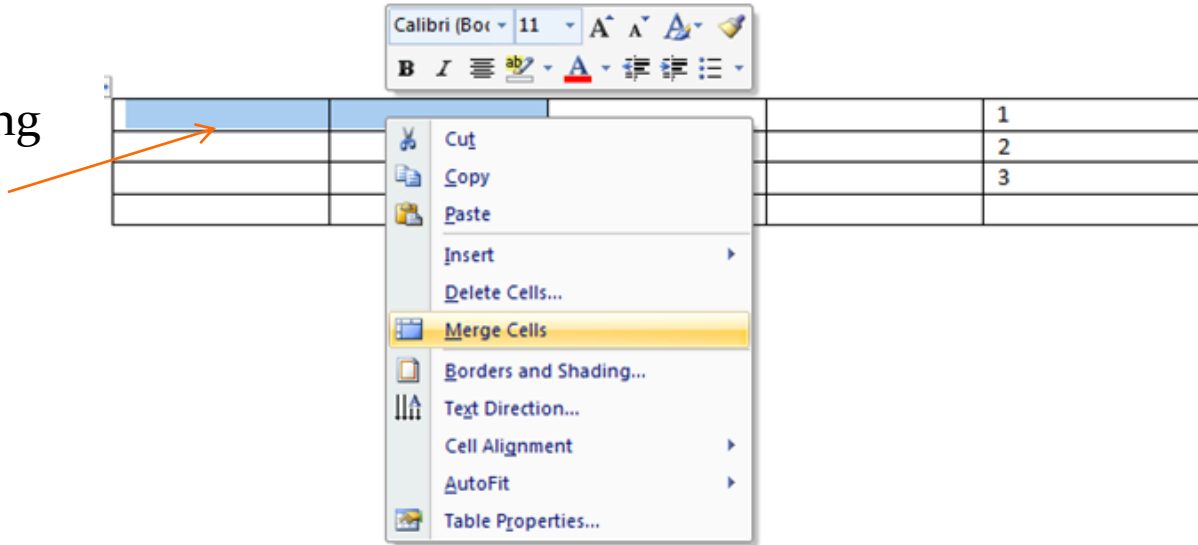 Calibri (Boc 11 A A A
B I ab A
ng
1
2
3
Cut
Copy
Paste
Insert
Delete Cells...
Merge Cells
Borders and Shading...
Text Direction...
Cell Alignment
AutoFit
Table Properties...